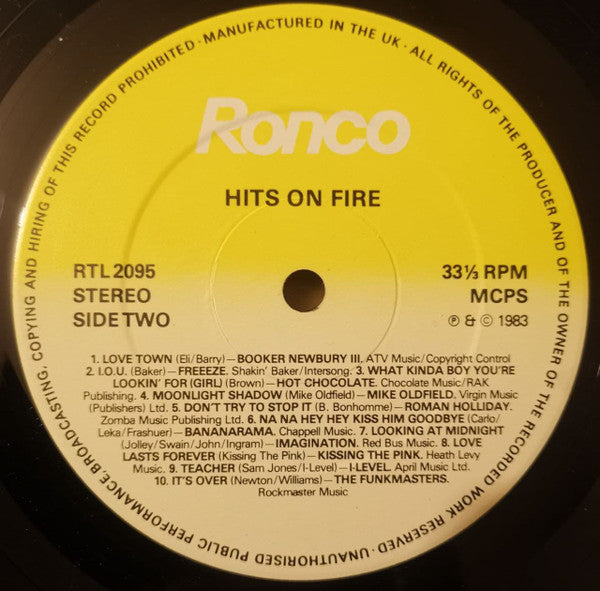 BROADCASTING, COPYING AND HIRING OF THIS RECORD PROHIBITED · MANUFACTURED IN THE UK · ALL RIGHTS OF THE PRODUCER AND OF THE OWNER OF THE RECORDED WORK RESERVED · UNAUTHORISED PUBLIC PERFORMANCE,
Ronco
HITS ON FIRE
RTL 2095
STEREO
SIDE TWO
33⅓ RPM
MCPS
℗ & © 1983
1. LOVE TOWN (Eli/Barry)—BOOKER NEWBURY III. ATV Music/Copyright Control
2. I.O.U. (Baker)—FREEEZE. Shakin' Baker/Intersong. 3. WHAT KINDA BOY YOU'RE
LOOKIN' FOR (GIRL) (Brown)—HOT CHOCOLATE. Chocolate Music/RAK
Publishing. 4. MOONLIGHT SHADOW (Mike Oldfield)—MIKE OLDFIELD. Virgin Music
(Publishers) Ltd. 5. DON'T TRY TO STOP IT (B. Bonhomme)—ROMAN HOLLIDAY.
Zomba Music Publishing Ltd. 6. NA NA HEY HEY KISS HIM GOODBYE (Carlo/
Leka/Frashuer)—BANANARAMA. Chappell Music. 7. LOOKING AT MIDNIGHT
(Jolley/Swain/John/Ingram)—IMAGINATION. Red Bus Music. 8. LOVE
LASTS FOREVER (Kissing The Pink)—KISSING THE PINK. Heath Levy
Music. 9. TEACHER (Sam Jones/I-Level)—I-LEVEL. April Music Ltd.
10. IT'S OVER (Newton/Williams)—THE FUNKMASTERS.
Rockmaster Music